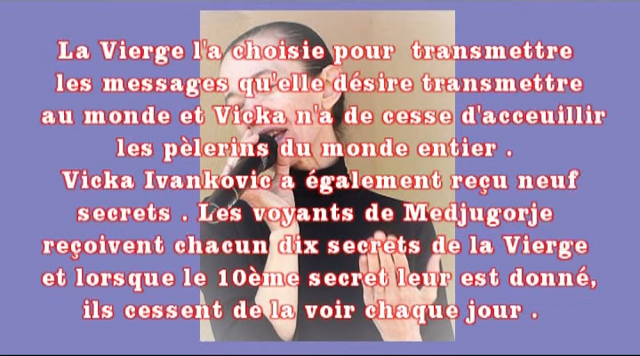 La Vierge l'a choisie pour transmettre
les messages qu'elle désire transmettre
au monde et Vicka n'a de cesse d'acceuillir
les pèlerins du monde entier .
Vicka Ivankovic a également reçu neuf
secrets . Les voyants de Medjugorje
reçoivent chacun dix secrets de la Vierge
et lorsque le 10ème secret leur est donné,
ils cessent de la voir chaque jour .